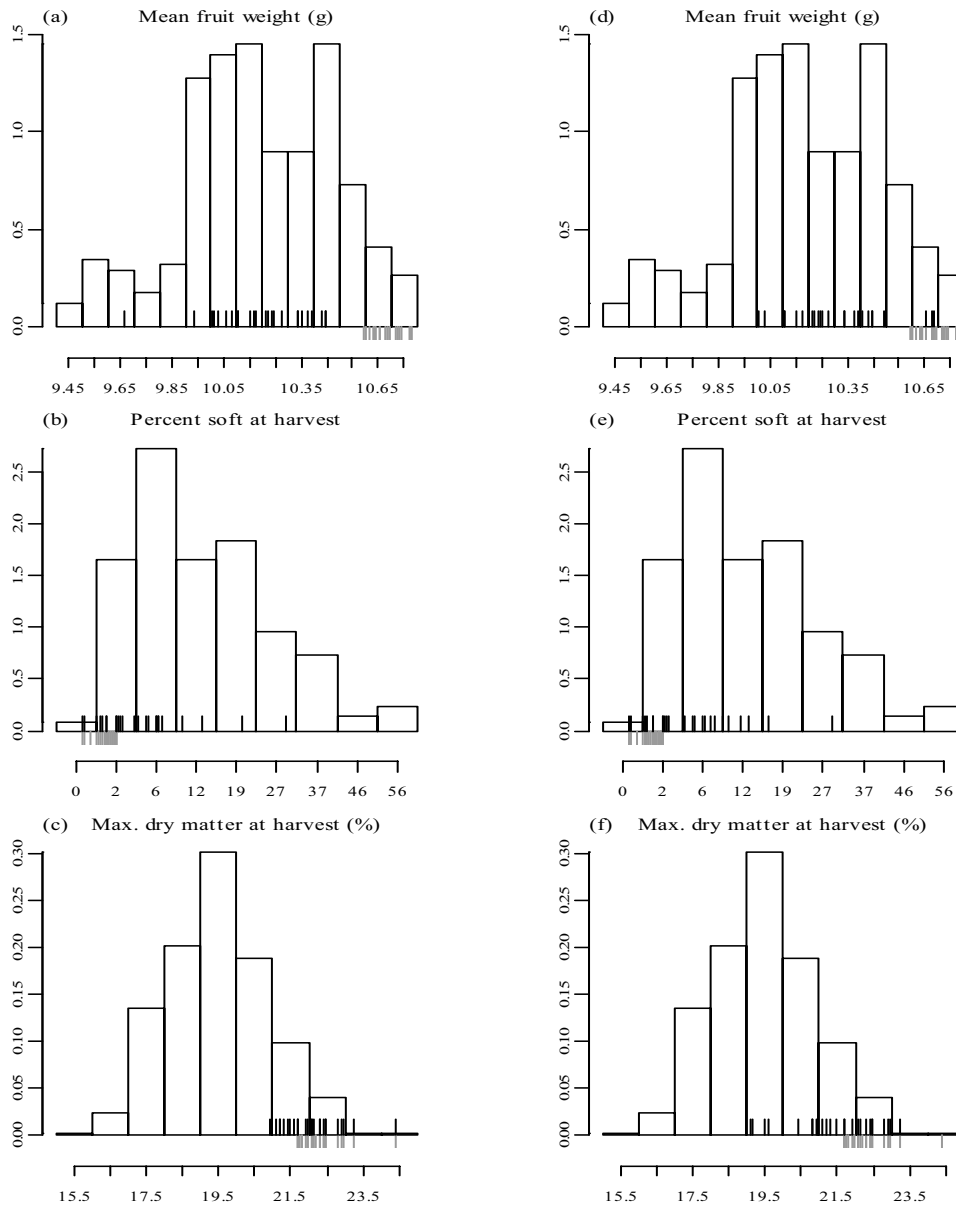 (a) Mean fruit weight (g)
1.5
1.0
0.5
0.0
9.45 9.65 9.85 10.05 10.35 10.65
(b) Percent soft at harvest
2.5
2.0
1.5
1.0
0.5
0.0
0 2 6 12 19 27 37 46 56
(c) Max. dry matter at harvest (%)
0.30
0.25
0.20
0.15
0.10
0.05
0.00
15.5 17.5 19.5 21.5 23.5
(d) Mean fruit weight (g)
1.5
1.0
0.5
0.0
9.45 9.65 9.85 10.05 10.35 10.65
(e) Percent soft at harvest
2.5
2.0
1.5
1.0
0.5
0.0
0 2 6 12 19 27 37 46 56
(f) Max. dry matter at harvest (%)
0.30
0.25
0.20
0.15
0.10
0.05
0.00
15.5 17.5 19.5 21.5 23.5